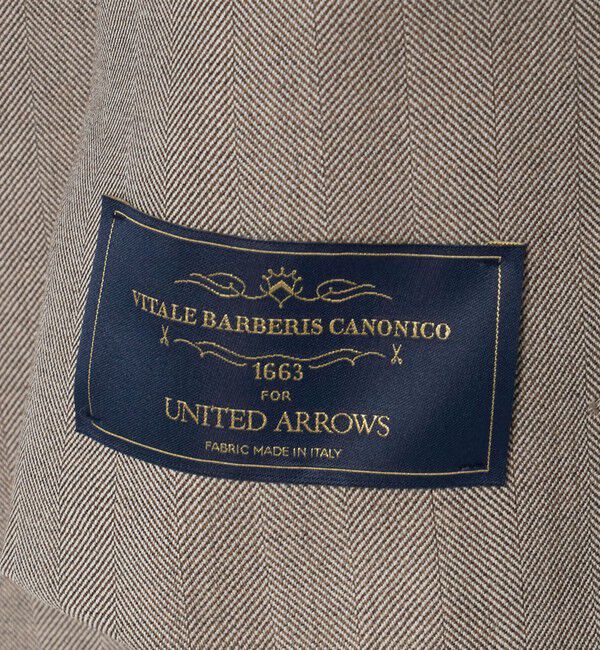 VITALE BARBERIS CANONICO
1663
FOR
UNITED ARROWS
FABRIC MADE IN ITALY